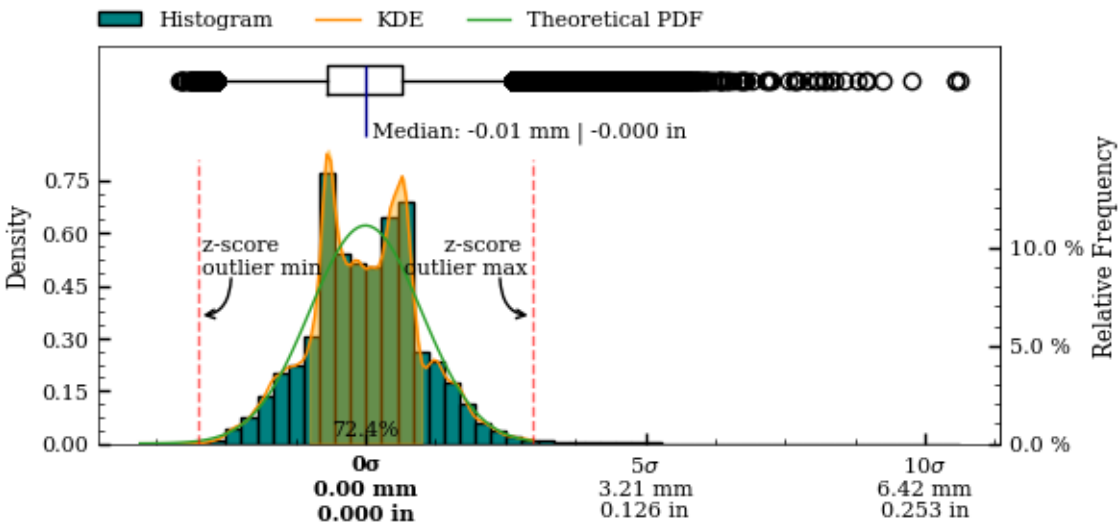 Histogram KDE Theoretical PDF
Median: -0.01 mm | -0.000 in
Density
0.75
0.60
0.45
0.30
0.15
0.00
z-score
outlier min
z-score
outlier max
72.4%
Relative Frequency
10.0 %
5.0 %
0.0 %
0σ 5σ 10σ
0.00 mm 3.21 mm 6.42 mm
0.000 in 0.126 in 0.253 in